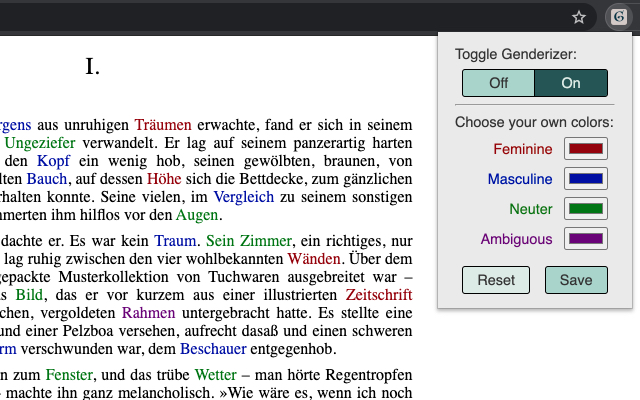 I.
rgens aus unruhigen Träumen erwachte, fand er sich in seinem
Ungeziefer verwandelt. Er lag auf seinem panzerartig harten
den Kopf ein wenig hob, seinen gewölbten, braunen, von
lten Bauch, auf dessen Höhe sich die Bettdecke, zum gänzlichen
rhalten konnte. Seine vielen, im Vergleich zu seinem sonstigen
mmerten ihm hilflos vor den Augen.
dachte er. Es war kein Traum. Sein Zimmer, ein richtiges, nur
lag ruhig zwischen den vier wohlbekannten Wänden. Über dem
gepackte Musterkollektion von Tuchwaren ausgebreitet war –
s Bild, das er vor kurzem aus einer illustrierten Zeitschrift
chen, vergoldeten Rahmen untergebracht hatte. Es stellte eine
und einer Pelzboa versehen, aufrecht dasaß und einen schweren
rm verschwunden war, dem Beschauer entgegenhob.
n zum Fenster, und das trübe Wetter – man hörte Regentropfen
machte ihn ganz melancholisch. »Wie wäre es, wenn ich noch
Toggle Genderizer:
Off On
Choose your own colors:
Feminine
Masculine
Neuter
Ambiguous
Reset Save